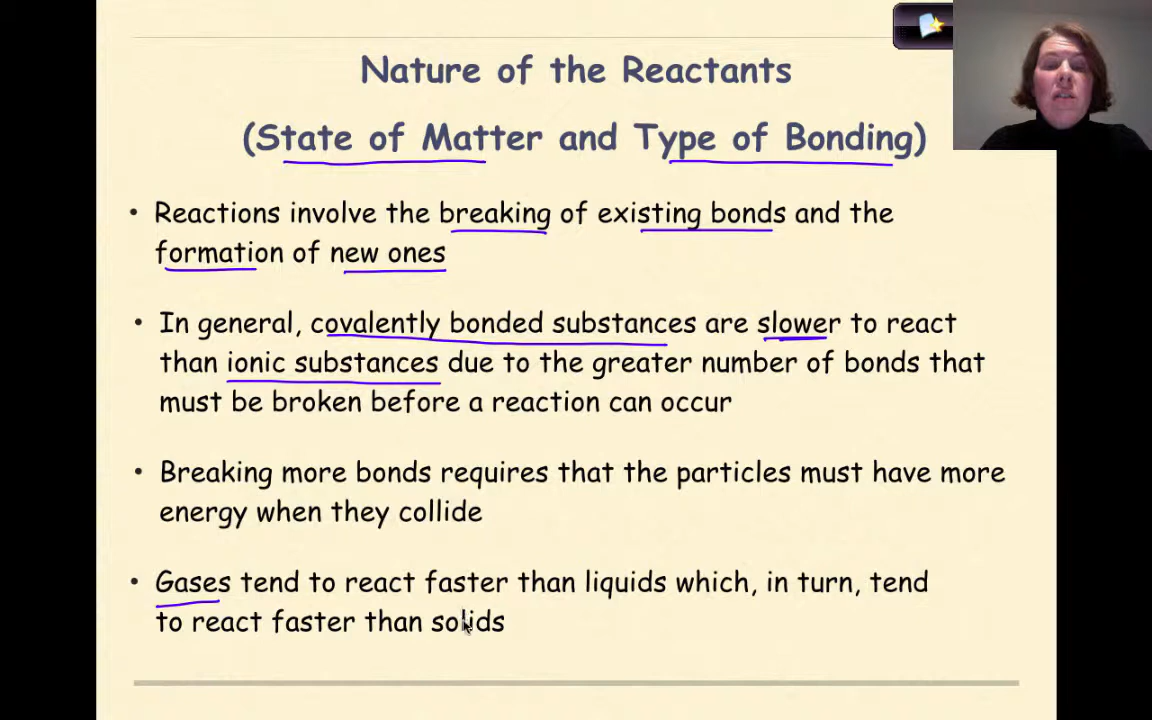 Nature of the Reactants
(State of Matter and Type of Bonding)
• Reactions involve the breaking of existing bonds and the
formation of new ones
• In general, covalently bonded substances are slower to react
than ionic substances due to the greater number of bonds that
must be broken before a reaction can occur
• Breaking more bonds requires that the particles must have more
energy when they collide
• Gases tend to react faster than liquids which, in turn, tend
to react faster than solids